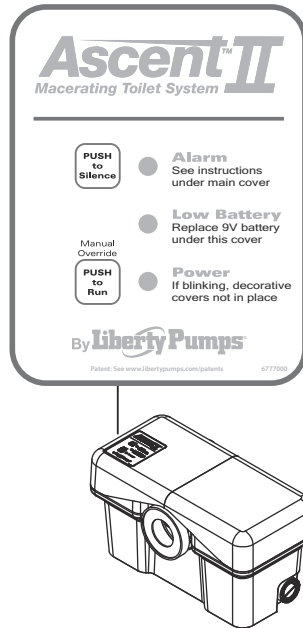 Ascent™ II
Macerating Toilet System
PUSH
to
Silence
Alarm
See instructions
under main cover
Low Battery
Replace 9V battery
under this cover
Manual
Override
PUSH
to
Run
Power
If blinking, decorative
covers not in place
By Liberty Pumps
Patent: See www.libertypumps.com/patents
6777000